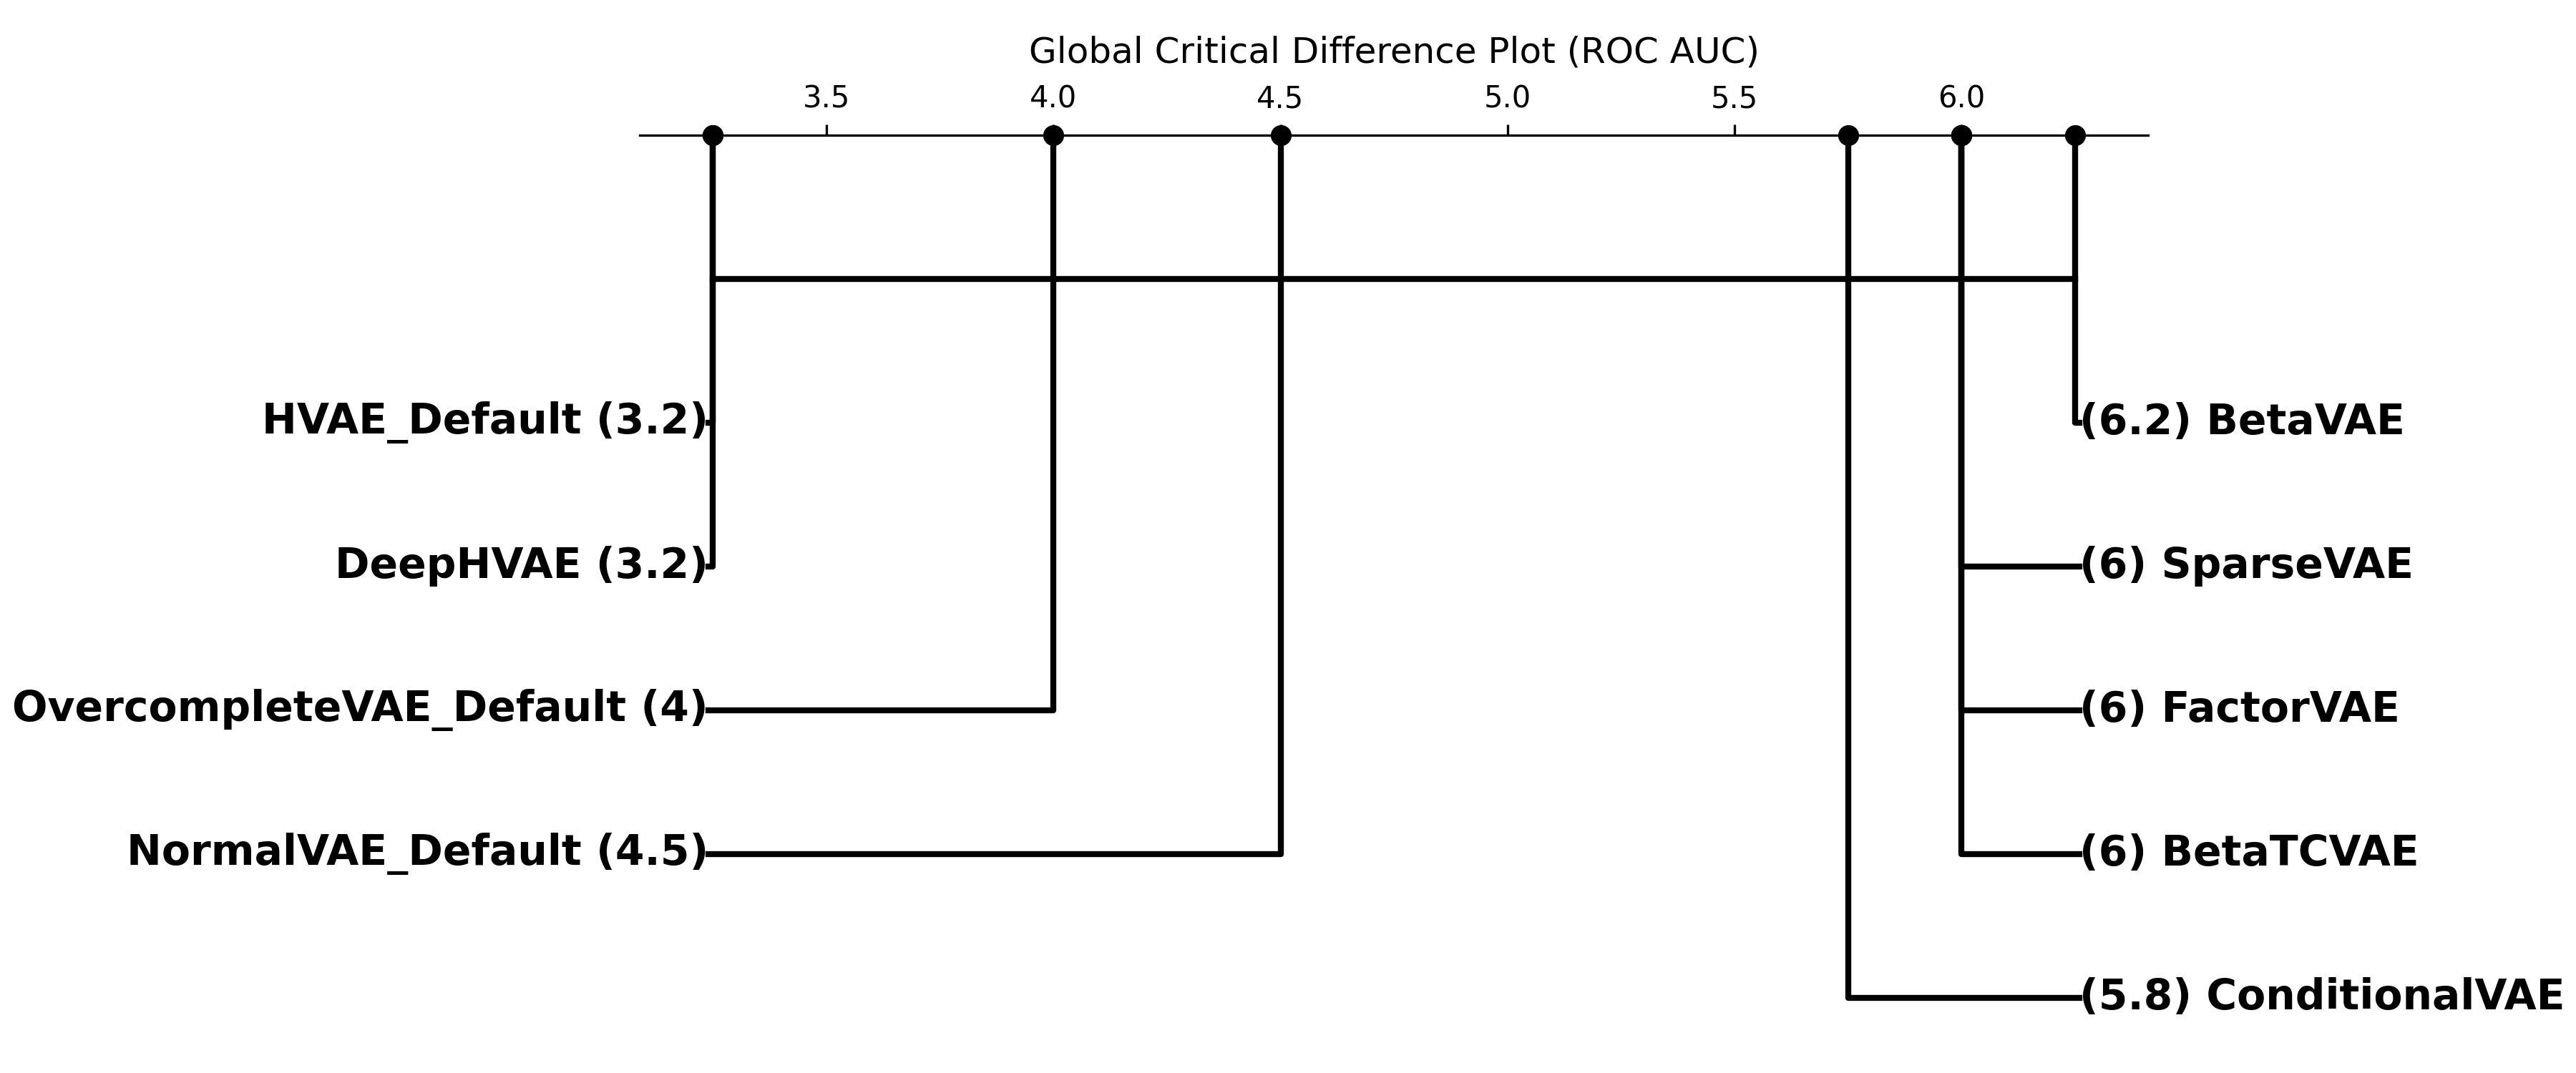 Global Critical Difference Plot (ROC AUC)
3.5 4.0 4.5 5.0 5.5 6.0
HVAE_Default (3.2)
(6.2) BetaVAE
DeepHVAE (3.2)
(6) SparseVAE
OvercompleteVAE_Default (4)
(6) FactorVAE
NormalVAE_Default (4.5)
(6) BetaTCVAE
(5.8) ConditionalVAE